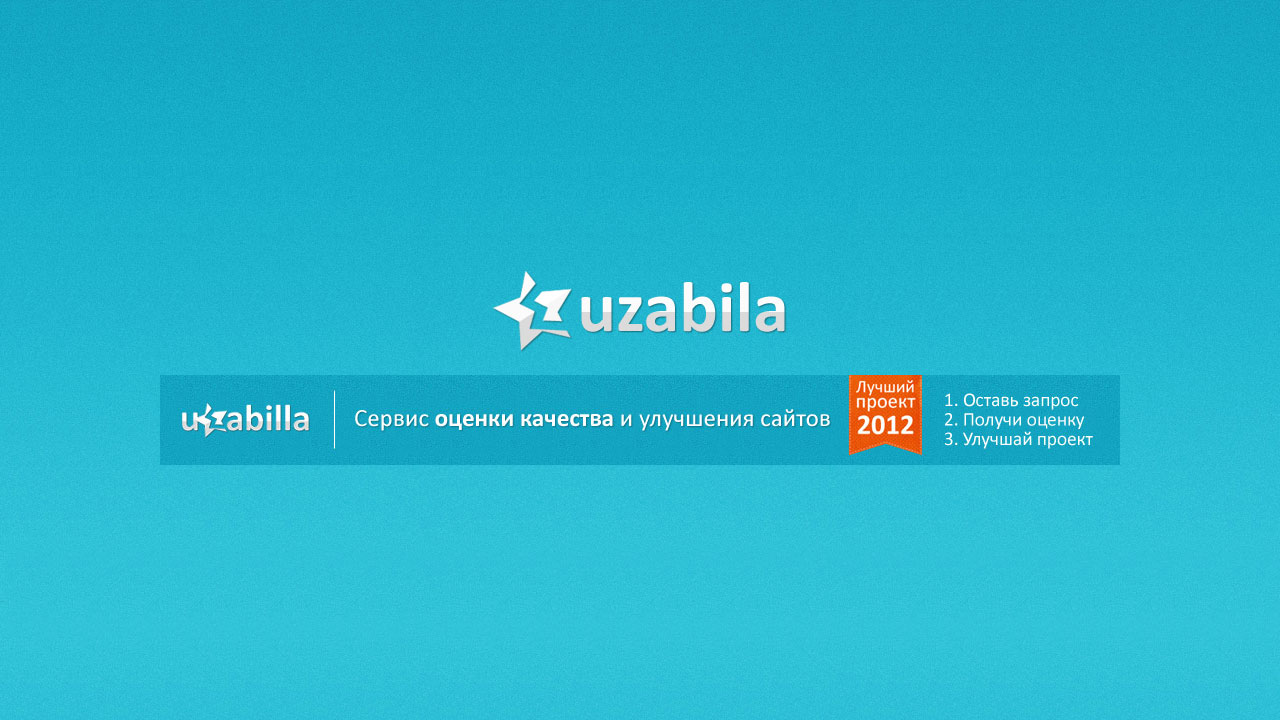 uzabila
uzabilla
Сервис оценки качества и улучшения сайтов
Лучший
проект
2012
1. Оставь запрос
2. Получи оценку
3. Улучшай проект